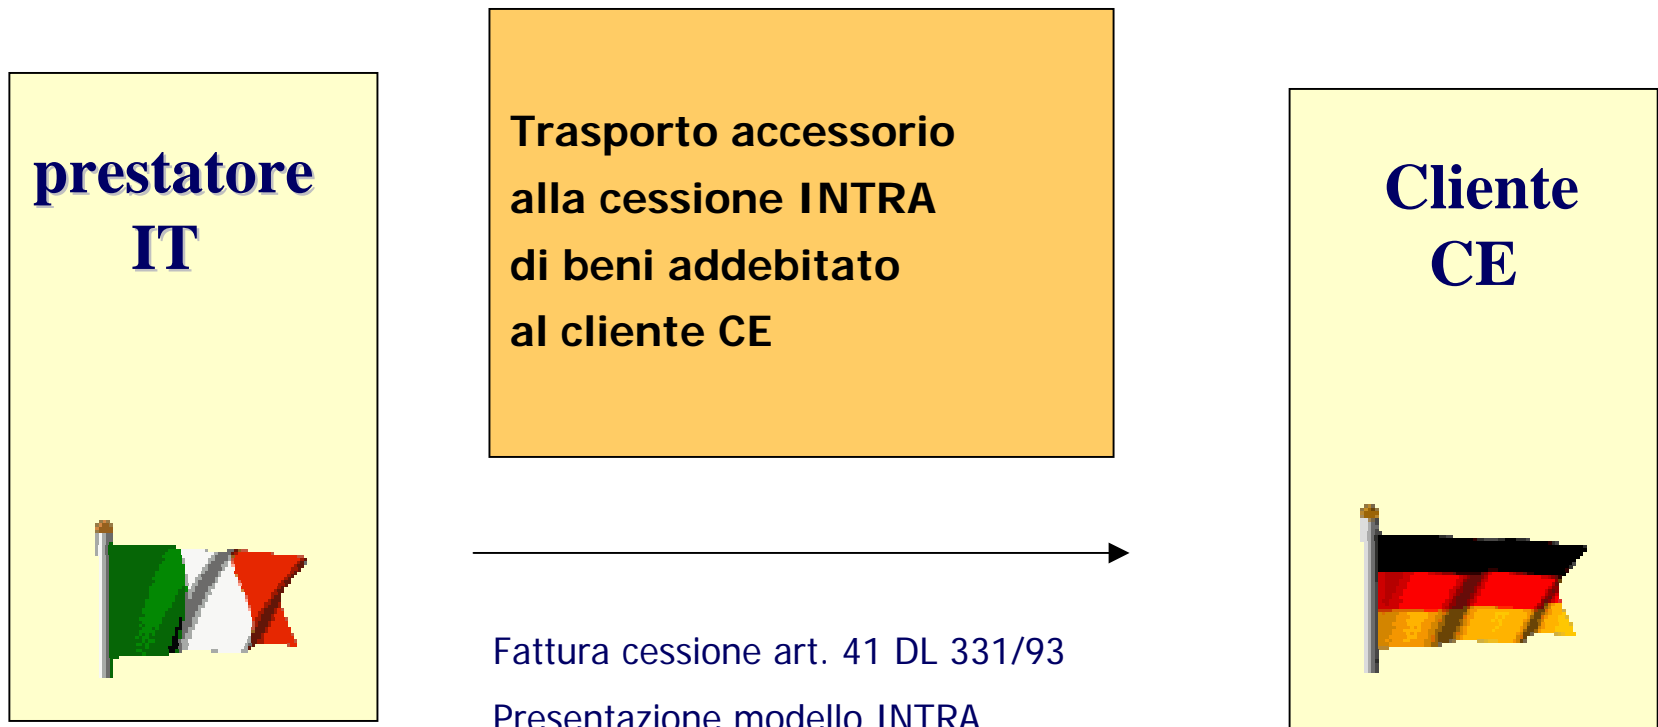 prestatore
IT
Trasporto accessorio
alla cessione INTRA
di beni addebitato
al cliente CE
Cliente
CE
Fattura cessione art. 41 DL 331/93
Presentazione modello INTRA